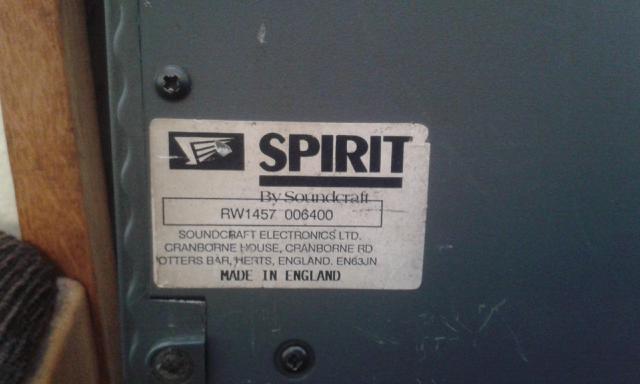 SPIRIT
By Soundcraft
RW1457 006400
SOUNDCRAFT ELECTRONICS LTD.
CRANBORNE HOUSE, CRANBORNE RD
OTTERS BAR, HERTS, ENGLAND. EN63JN
MADE IN ENGLAND